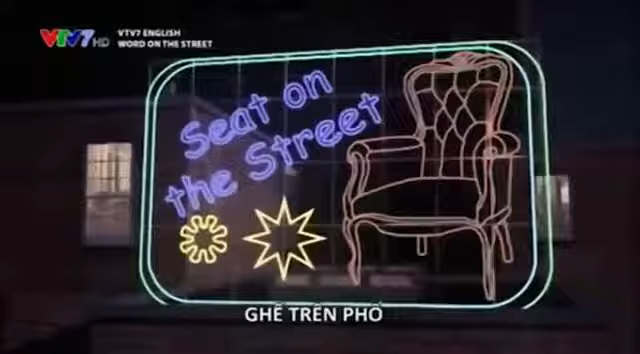 VTV7 HD
VTV7 ENGLISH
WORD ON THE STREET
Seat on
the Street
GHẾ TRÊN PHỐ